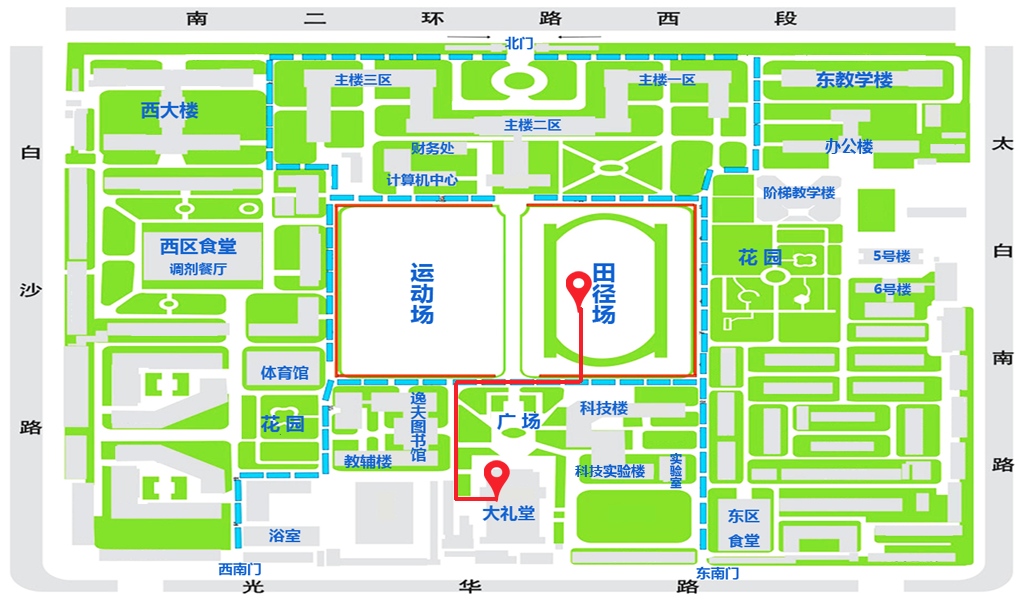 南二环路西段
北门
主楼三区
主楼一区
东教学楼
西大楼
主楼二区
办公楼
财务处
计算机中心
白沙路
太白南路
阶梯教学楼
西区食堂
调剂餐厅
运动场
田径场
花园
5号楼
6号楼
体育馆
花园
逸夫图书馆
教辅楼
广场
科技楼
科技实验楼
实验室
大礼堂
浴室
东区
食堂
西南门
东南门
光华路